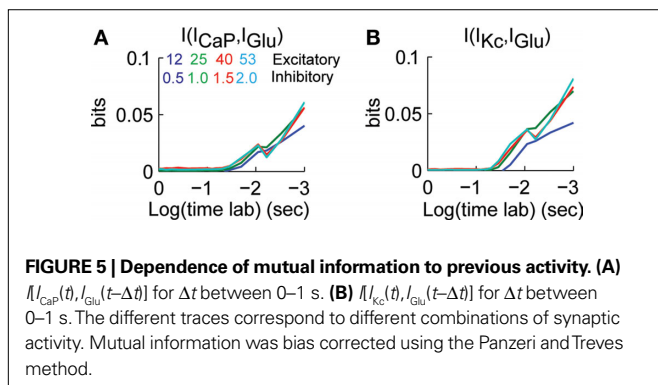 A I(I_CaP,I_Glu)
0.1
12 25 40 53 Excitatory
0.5 1.0 1.5 2.0 Inhibitory
bits
0.05
0
0 −1 −2 −3
Log(time lab) (sec)
B I(I_Kc,I_Glu)
0.1
bits
0.05
0
0 −1 −2 −3
Log(time lab) (sec)
FIGURE 5 | Dependence of mutual information to previous activity. (A)
I[I_CaP(t), I_Glu(t–Δt)] for Δt between 0–1 s. (B) I[I_Kc(t), I_Glu(t–Δt)] for Δt between
0–1 s. The different traces correspond to different combinations of synaptic
activity. Mutual information was bias corrected using the Panzeri and Treves
method.